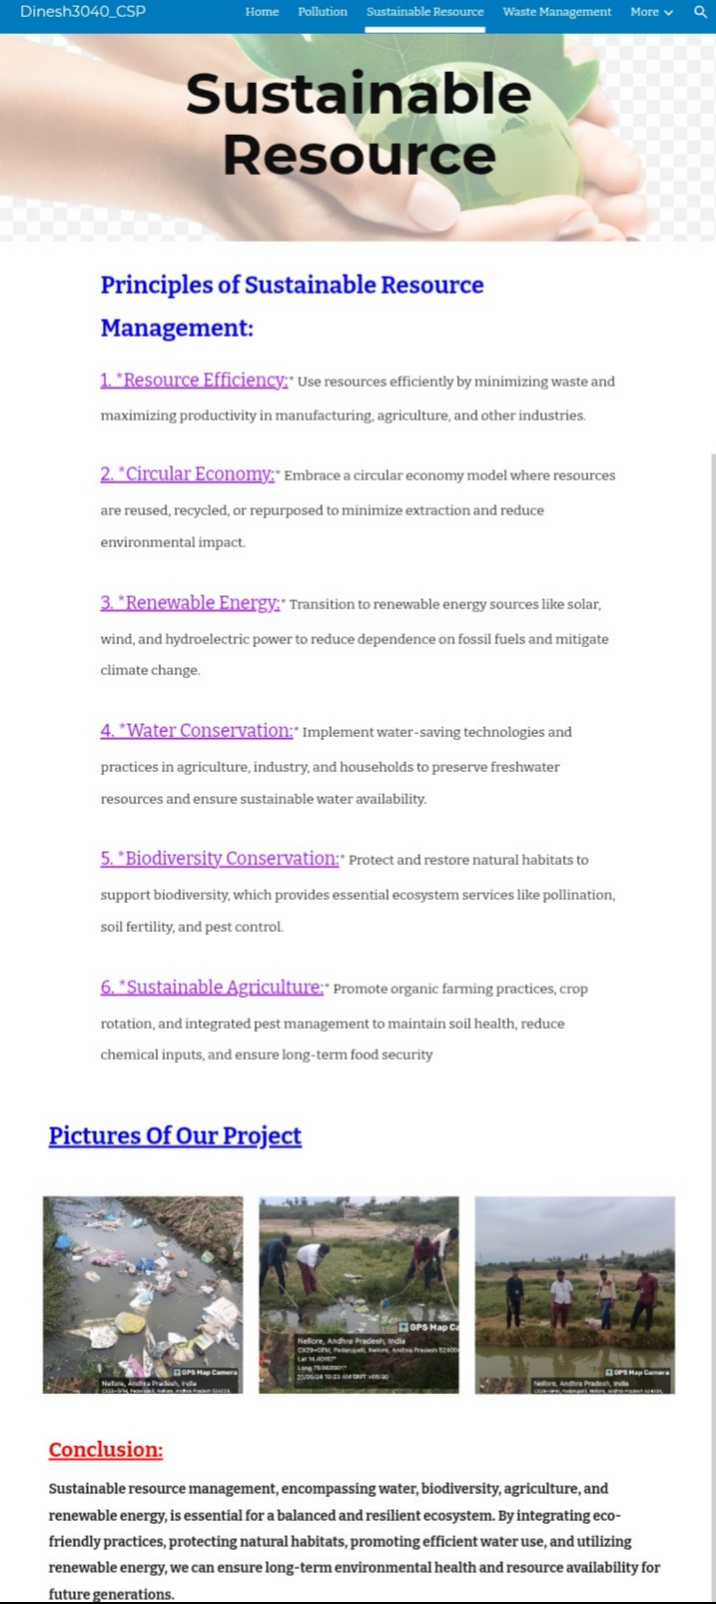 Dinesh3040_CSP
Home Pollution Sustainable Resource Waste Management More
Sustainable
Resource
Principles of Sustainable Resource
Management:
1. *Resource Efficiency:* Use resources efficiently by minimizing waste and
maximizing productivity in manufacturing, agriculture, and other industries.
2. *Circular Economy:* Embrace a circular economy model where resources
are reused, recycled, or repurposed to minimize extraction and reduce
environmental impact.
3. *Renewable Energy:* Transition to renewable energy sources like solar,
wind, and hydroelectric power to reduce dependence on fossil fuels and mitigate
climate change.
4. *Water Conservation:* Implement water-saving technologies and
practices in agriculture, industry, and households to preserve freshwater
resources and ensure sustainable water availability.
5. *Biodiversity Conservation:* Protect and restore natural habitats to
support biodiversity, which provides essential ecosystem services like pollination,
soil fertility, and pest control.
6. *Sustainable Agriculture:* Promote organic farming practices, crop
rotation, and integrated pest management to maintain soil health, reduce
chemical inputs, and ensure long-term food security
Pictures Of Our Project
GPS Map Camera
Nellore, Andhra Pradesh, India
GPS Map Ca
Nellore, Andhra Pradesh, India
GPS Map Camera
Nellore, Andhra Pradesh, India
Conclusion:
Sustainable resource management, encompassing water, biodiversity, agriculture, and
renewable energy, is essential for a balanced and resilient ecosystem. By integrating eco-
friendly practices, protecting natural habitats, promoting efficient water use, and utilizing
renewable energy, we can ensure long-term environmental health and resource availability for
future generations.